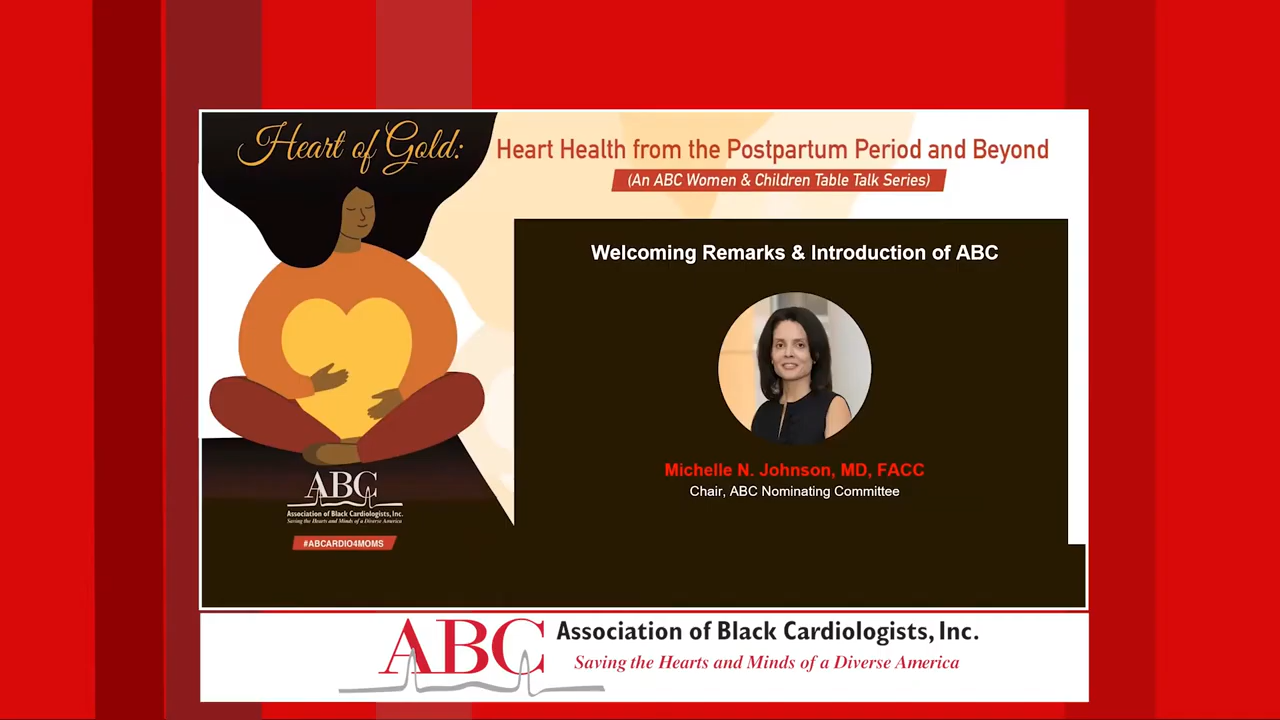 Heart of Gold:
Heart Health from the Postpartum Period and Beyond
(An ABC Women & Children Table Talk Series)
Welcoming Remarks & Introduction of ABC
Michelle N. Johnson, MD, FACC
Chair, ABC Nominating Committee
ABC
Association of Black Cardiologists, Inc.
Saving the Hearts and Minds of a Diverse America
#ABCARDIO4MOMS
ABC
Association of Black Cardiologists, Inc.
Saving the Hearts and Minds of a Diverse America